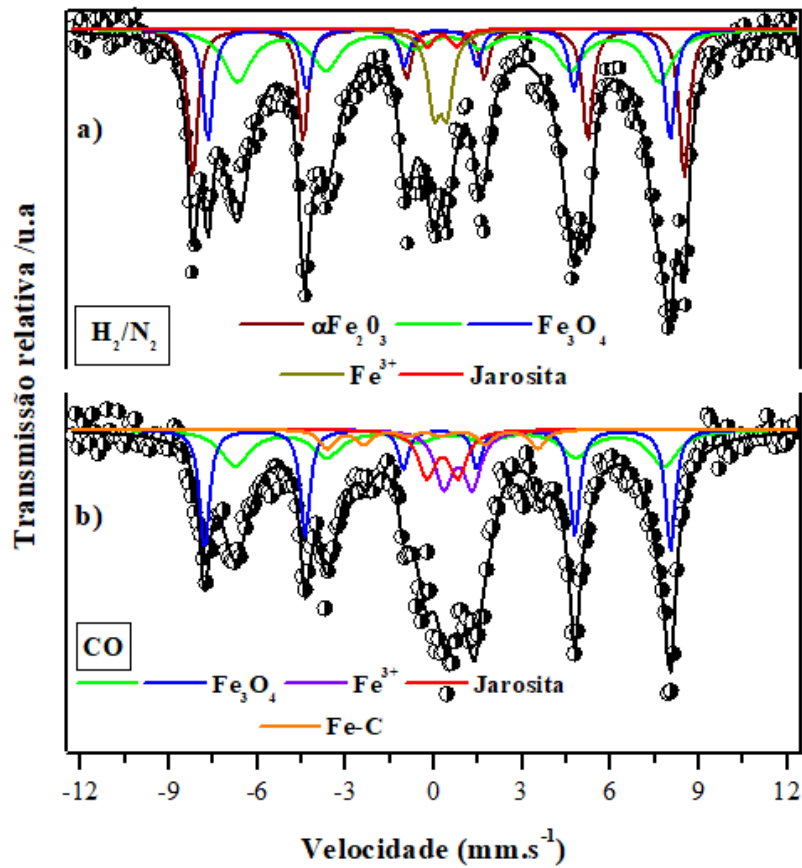 Transmissão relativa /u.a
a)
H₂/N₂
αFe₂0₃
Fe₃O₄
Fe³⁺
Jarosita
b)
CO
Fe₃O₄
Fe³⁺
Jarosita
Fe-C
-12 -9 -6 -3 0 3 6 9 12
Velocidade (mm.s⁻¹)